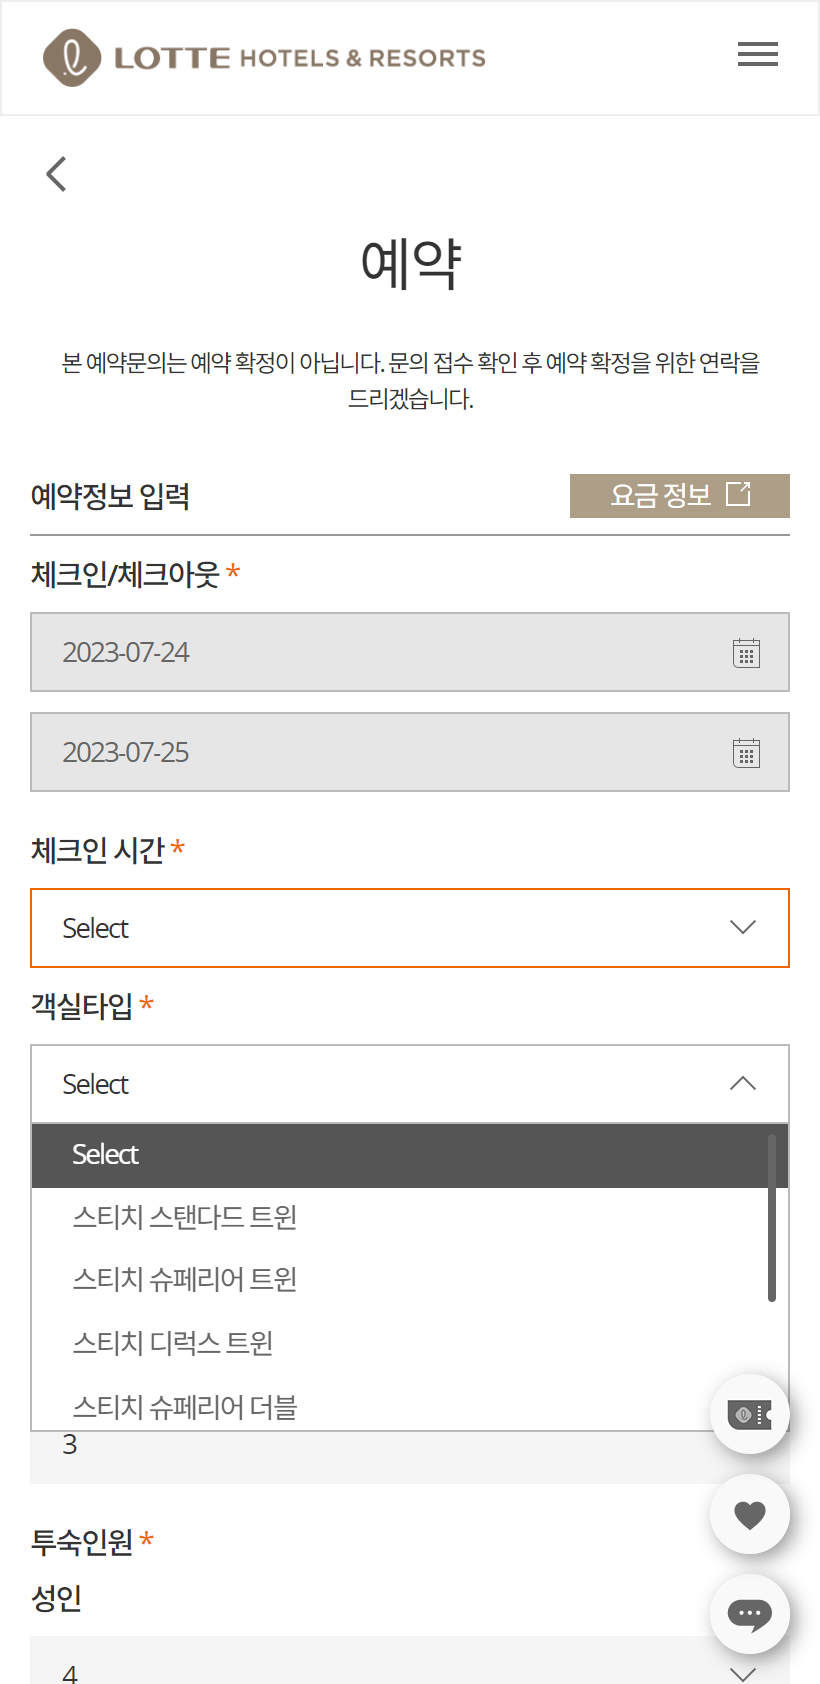 LOTTE HOTELS & RESORTS
예약
본 예약문의는 예약 확정이 아닙니다. 문의 접수 확인 후 예약 확정을 위한 연락을
드리겠습니다.
예약정보 입력
요금 정보
체크인/체크아웃 *
2023-07-24
2023-07-25
체크인 시간 *
Select
객실타입 *
Select
Select
스티치 스탠다드 트윈
스티치 슈페리어 트윈
스티치 디럭스 트윈
스티치 슈페리어 더블
3
투숙인원 *
성인
4